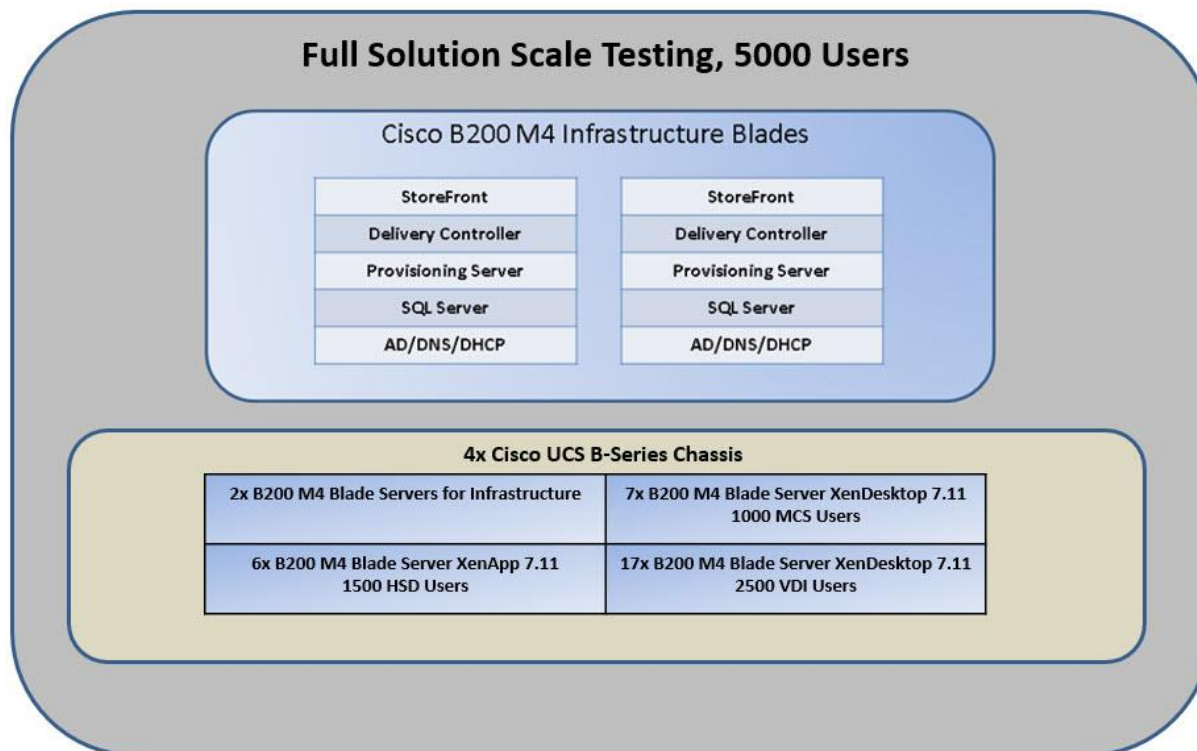 Full Solution Scale Testing, 5000 Users
Cisco B200 M4 Infrastructure Blades
StoreFront
Delivery Controller
Provisioning Server
SQL Server
AD/DNS/DHCP
StoreFront
Delivery Controller
Provisioning Server
SQL Server
AD/DNS/DHCP
4x Cisco UCS B-Series Chassis
2x B200 M4 Blade Servers for Infrastructure
7x B200 M4 Blade Server XenDesktop 7.11
1000 MCS Users
6x B200 M4 Blade Server XenApp 7.11
1500 HSD Users
17x B200 M4 Blade Server XenDesktop 7.11
2500 VDI Users